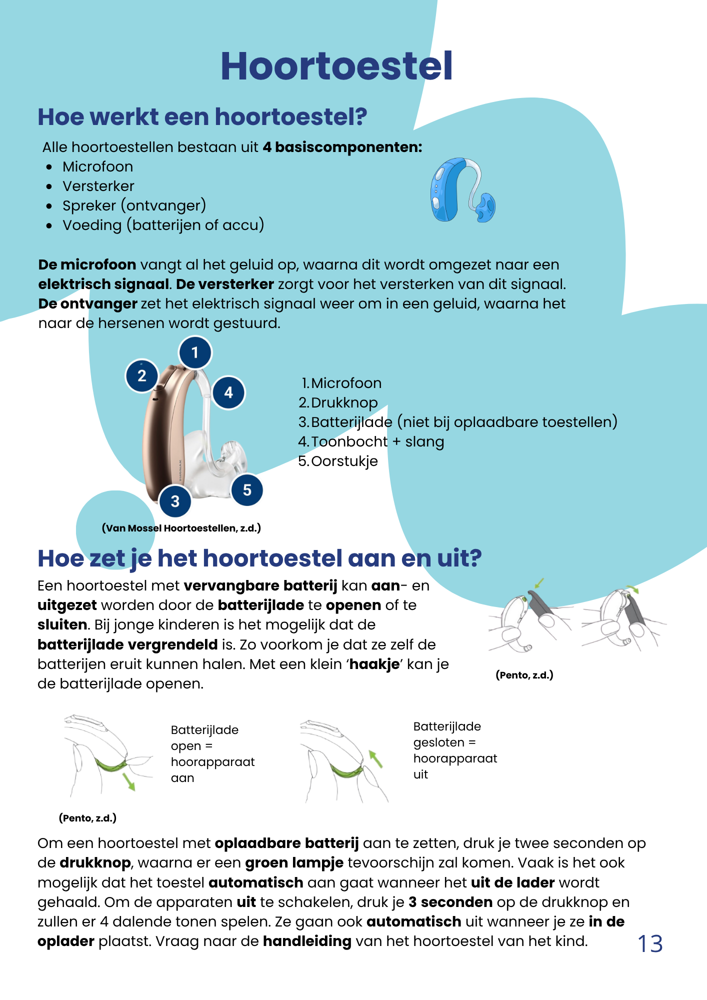 Hoortoestel
Hoe werkt een hoortoestel?
Alle hoortoestellen bestaan uit 4 basiscomponenten:
• Microfoon
• Versterker
• Spreker (ontvanger)
• Voeding (batterijen of accu)
De microfoon vangt al het geluid op, waarna dit wordt omgezet naar een
elektrisch signaal. De versterker zorgt voor het versterken van dit signaal.
De ontvanger zet het elektrisch signaal weer om in een geluid, waarna het
naar de hersenen wordt gestuurd.
1
2
4
PHONAK
3
5
1. Microfoon
2. Drukknop
3. Batterijlade (niet bij oplaadbare toestellen)
4. Toonbocht + slang
5. Oorstukje
(Van Mossel Hoortoestellen, z.d.)
Hoe zet je het hoortoestel aan en uit?
Een hoortoestel met vervangbare batterij kan aan- en
uitgezet worden door de batterijlade te openen of te
sluiten. Bij jonge kinderen is het mogelijk dat de
batterijlade vergrendeld is. Zo voorkom je dat ze zelf de
batterijen eruit kunnen halen. Met een klein ‘haakje’ kan je
de batterijlade openen.
(Pento, z.d.)
Batterijlade
open =
hoorapparaat
aan
Batterijlade
gesloten =
hoorapparaat
uit
(Pento, z.d.)
Om een hoortoestel met oplaadbare batterij aan te zetten, druk je twee seconden op
de drukknop, waarna er een groen lampje tevoorschijn zal komen. Vaak is het ook
mogelijk dat het toestel automatisch aan gaat wanneer het uit de lader wordt
gehaald. Om de apparaten uit te schakelen, druk je 3 seconden op de drukknop en
zullen er 4 dalende tonen spelen. Ze gaan ook automatisch uit wanneer je ze in de
oplader plaatst. Vraag naar de handleiding van het hoortoestel van het kind.
13